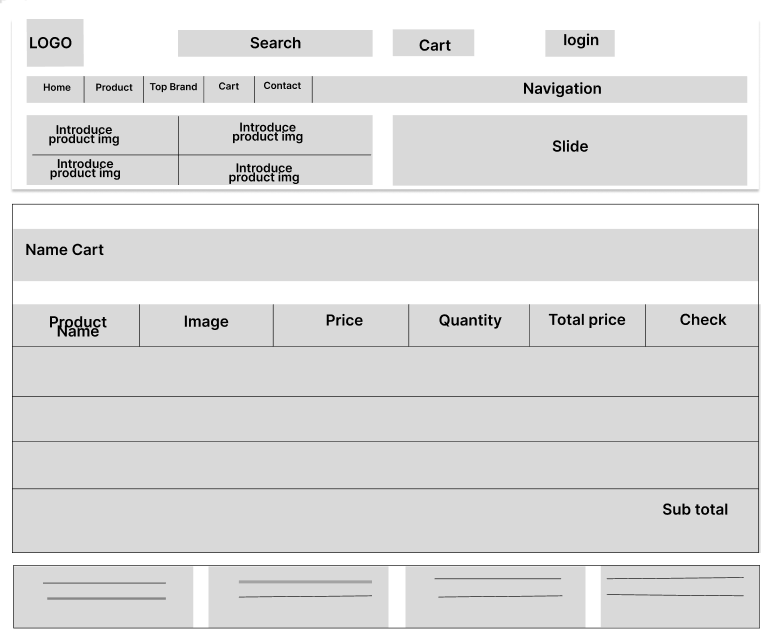 LOGO
Search
Cart
login
Home
Product
Top Brand
Cart
Contact
Navigation
Introduce
product img
Introduce
product img
Slide
Introduce
product img
Introduce
product img
Name Cart
Product
Name
Image
Price
Quantity
Total price
Check
Sub total